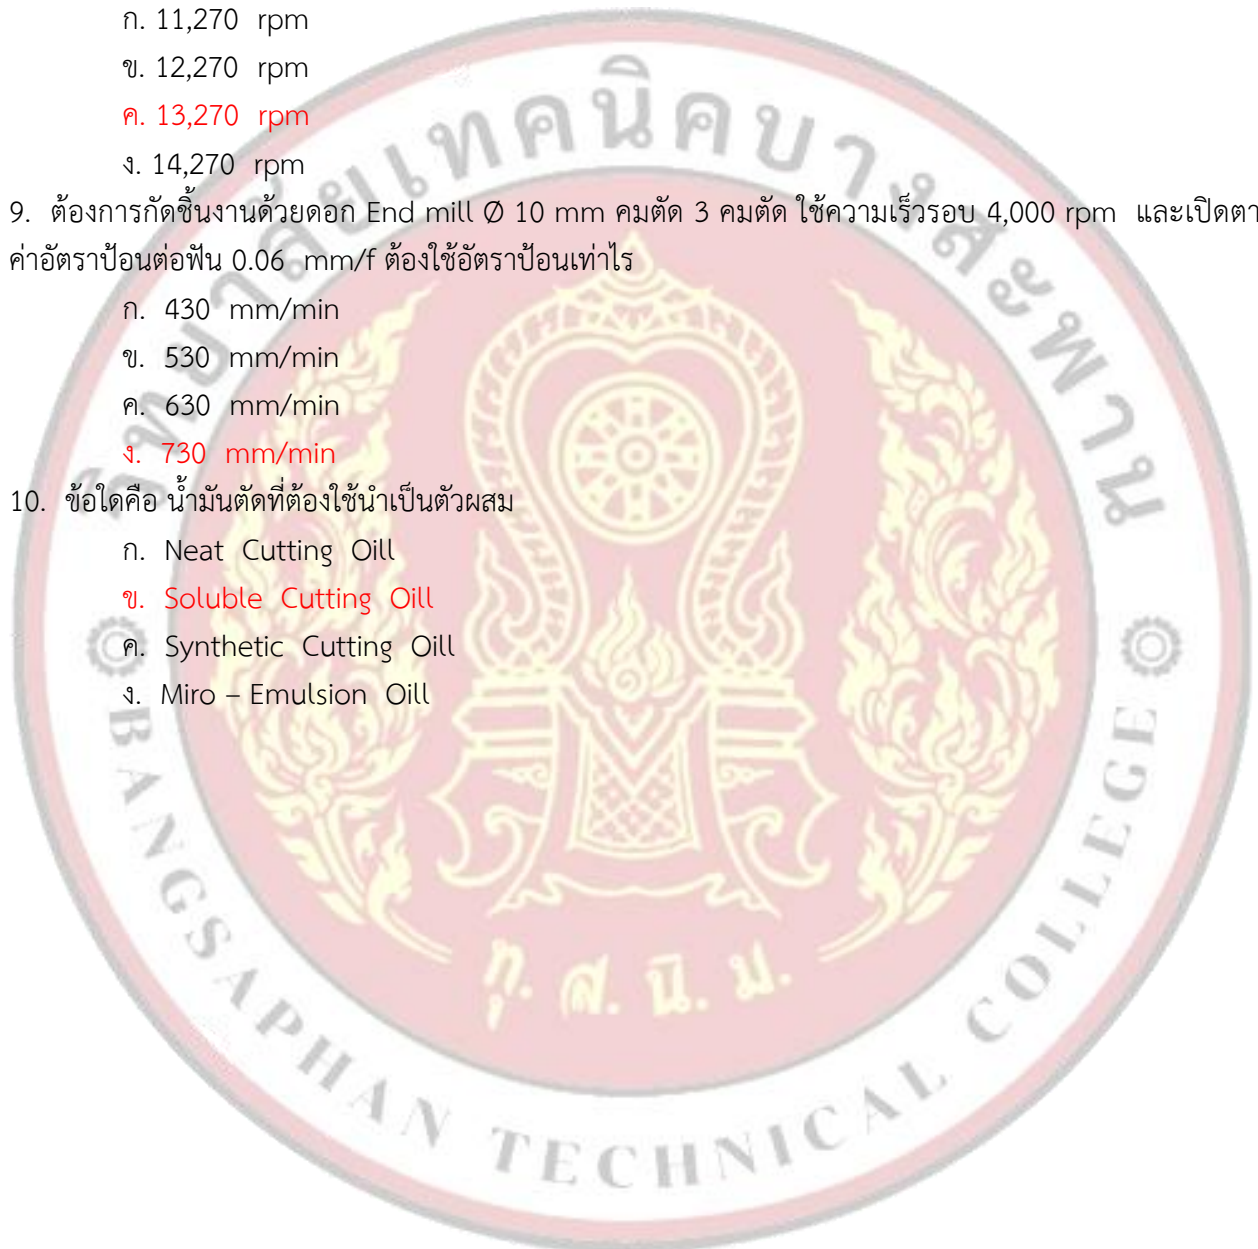 ก. 11,270 rpm
ข. 12,270 rpm
ค. 13,270 rpm
ง. 14,270 rpm
9. ต้องการกัดชิ้นงานด้วยดอก End mill Ø 10 mm คมตัด 3 คมตัด ใช้ความเร็วรอบ 4,000 rpm และเปิดตา
ค่าอัตราป้อนต่อฟัน 0.06 mm/f ต้องใช้อัตราป้อนเท่าไร
ก. 430 mm/min
ข. 530 mm/min
ค. 630 mm/min
ง. 730 mm/min
10. ข้อใดคือ น้ำมันตัดที่ต้องใช้นำเป็นตัวผสม
ก. Neat Cutting Oill
ข. Soluble Cutting Oill
ค. Synthetic Cutting Oill
ง. Miro – Emulsion Oill
วิทยาลัยเทคนิคบางสะพาน
ทุ. ส. นิ. ม.
BANGSAPHAN TECHNICAL COLLEGE